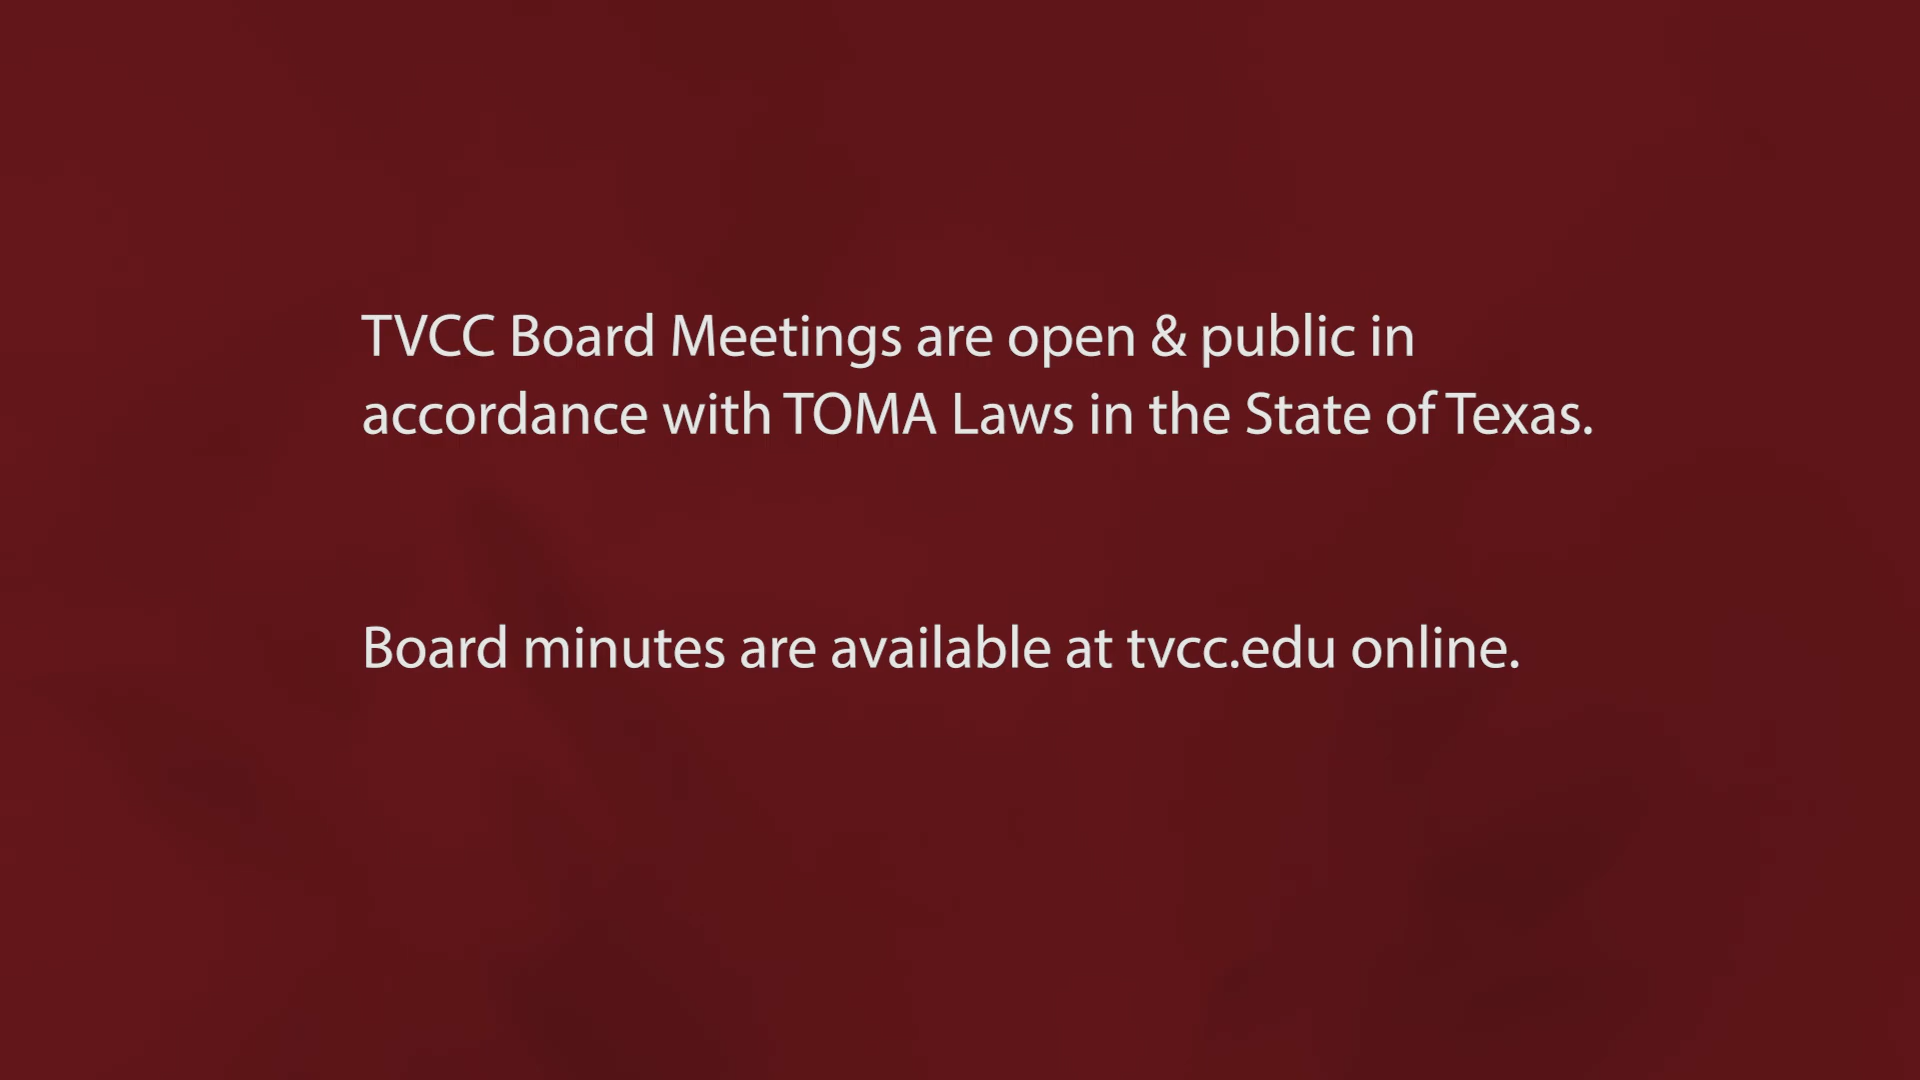 TVCC Board Meetings are open & public in
accordance with TOMA Laws in the State of Texas.
Board minutes are available at tvcc.edu online.